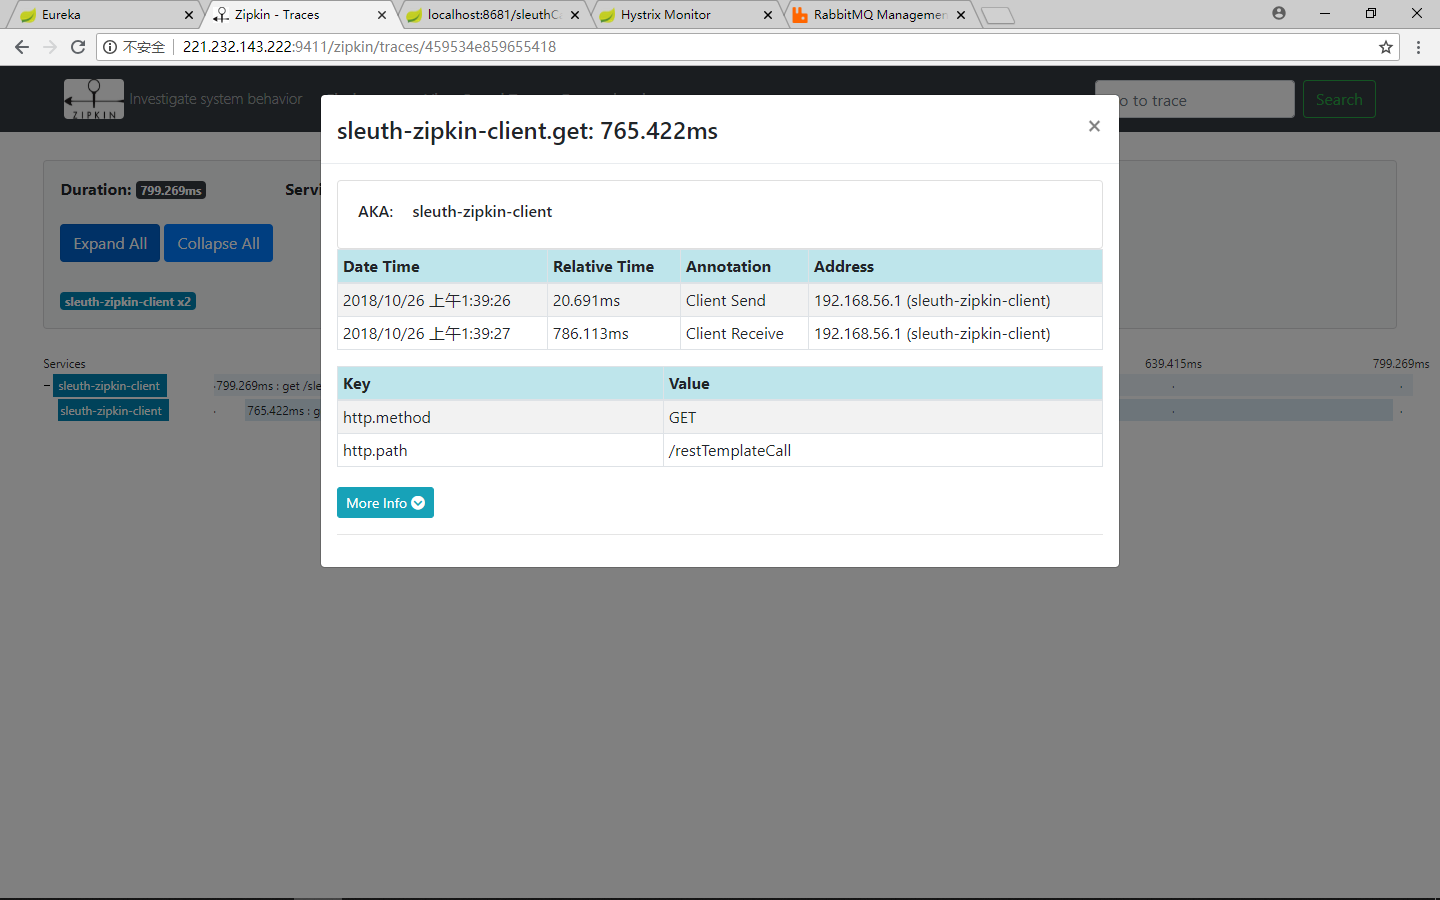 Eureka
Zipkin - Traces
localhost:8681/sleuthC
Hystrix Monitor
RabbitMQ Managemen
不安全 221.232.143.222:9411/zipkin/traces/459534e859655418
ZIPKIN
Investigate system behavior
o to trace
Search
sleuth-zipkin-client.get: 765.422ms
×
Duration: 799.269ms
Servi
AKA: sleuth-zipkin-client
Expand All
Collapse All
sleuth-zipkin-client x2
Date Time Relative Time Annotation Address
2018/10/26 上午1:39:26 20.691ms Client Send 192.168.56.1 (sleuth-zipkin-client)
2018/10/26 上午1:39:27 786.113ms Client Receive 192.168.56.1 (sleuth-zipkin-client)
Services
639.415ms
799.269ms
sleuth-zipkin-client
799.269ms : get /sle
sleuth-zipkin-client
765.422ms : g
Key Value
http.method GET
http.path /restTemplateCall
More Info